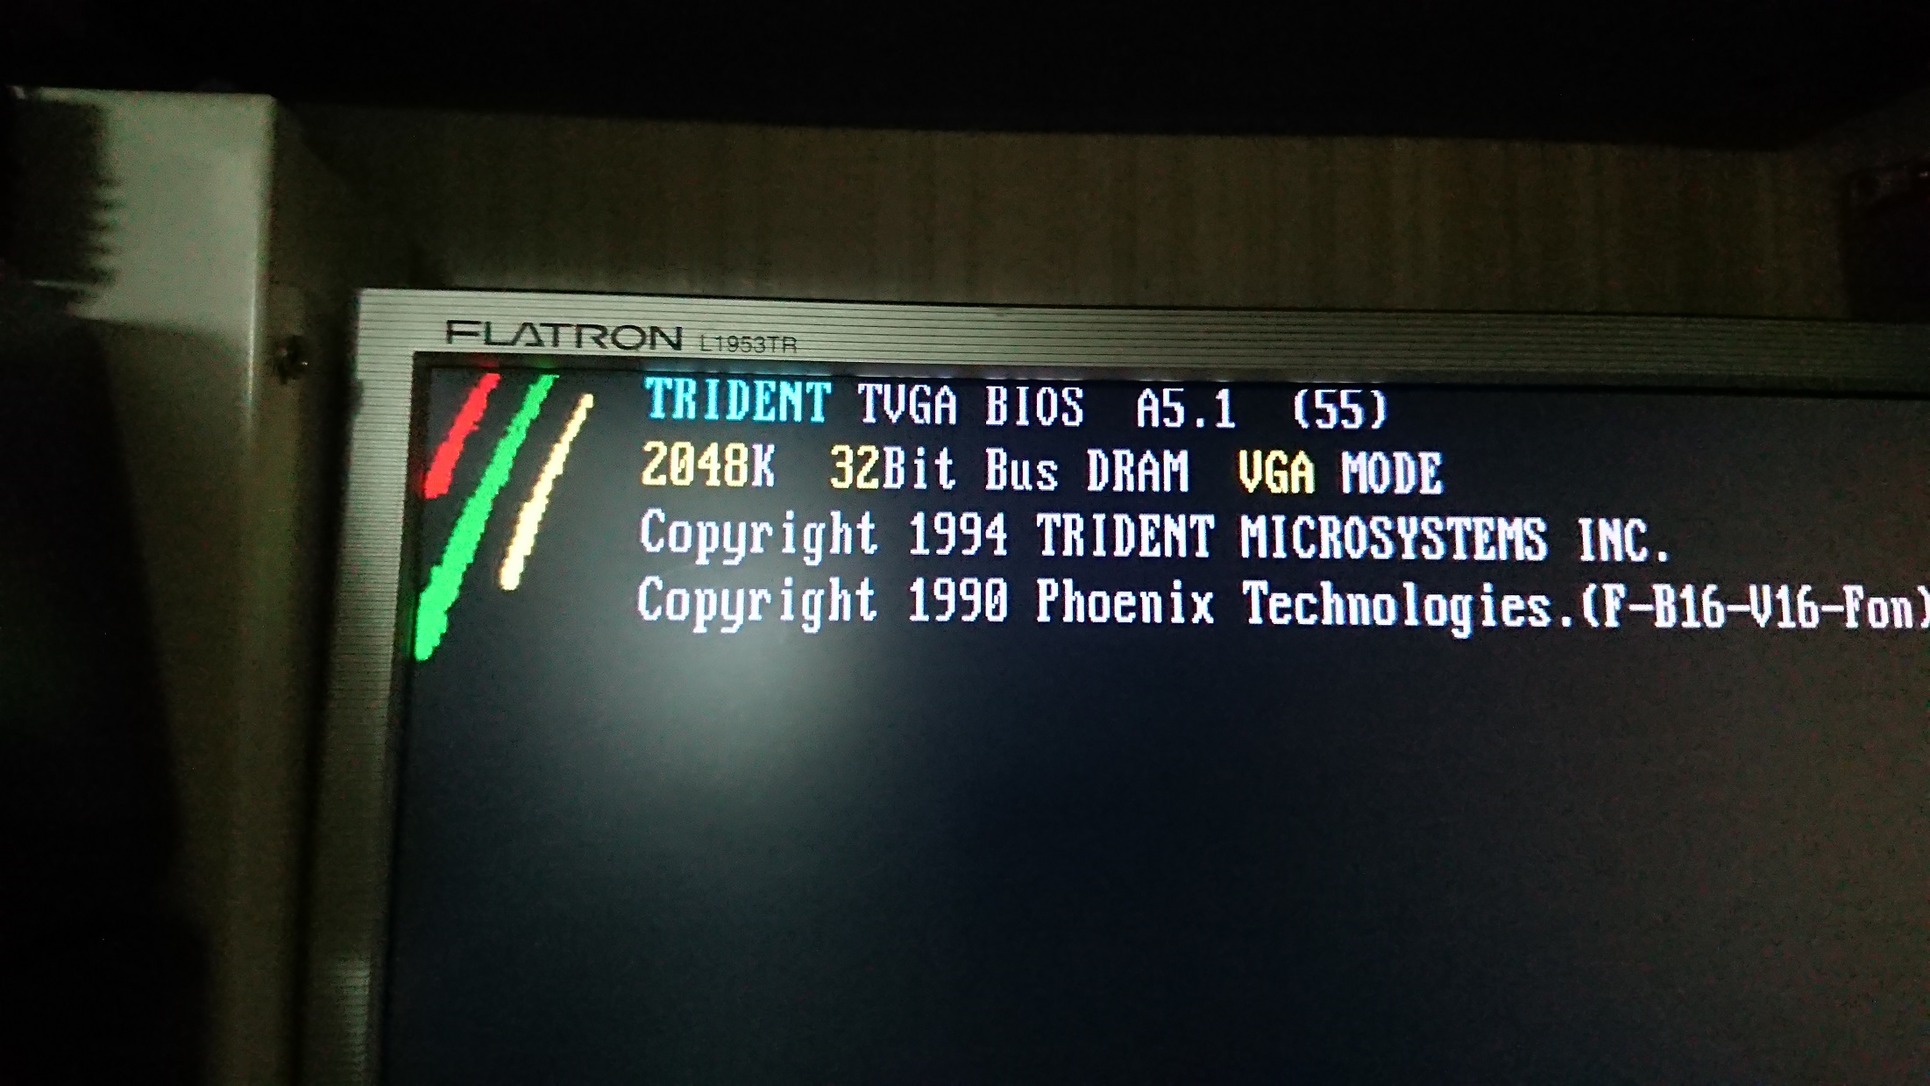 FLATRON L1953TR
TRIDENT TVGA BIOS A5.1 (55)
2048K 32Bit Bus DRAM VGA MODE
Copyright 1994 TRIDENT MICROSYSTEMS INC.
Copyright 1990 Phoenix Technologies.(F-B16-V16-Fon)